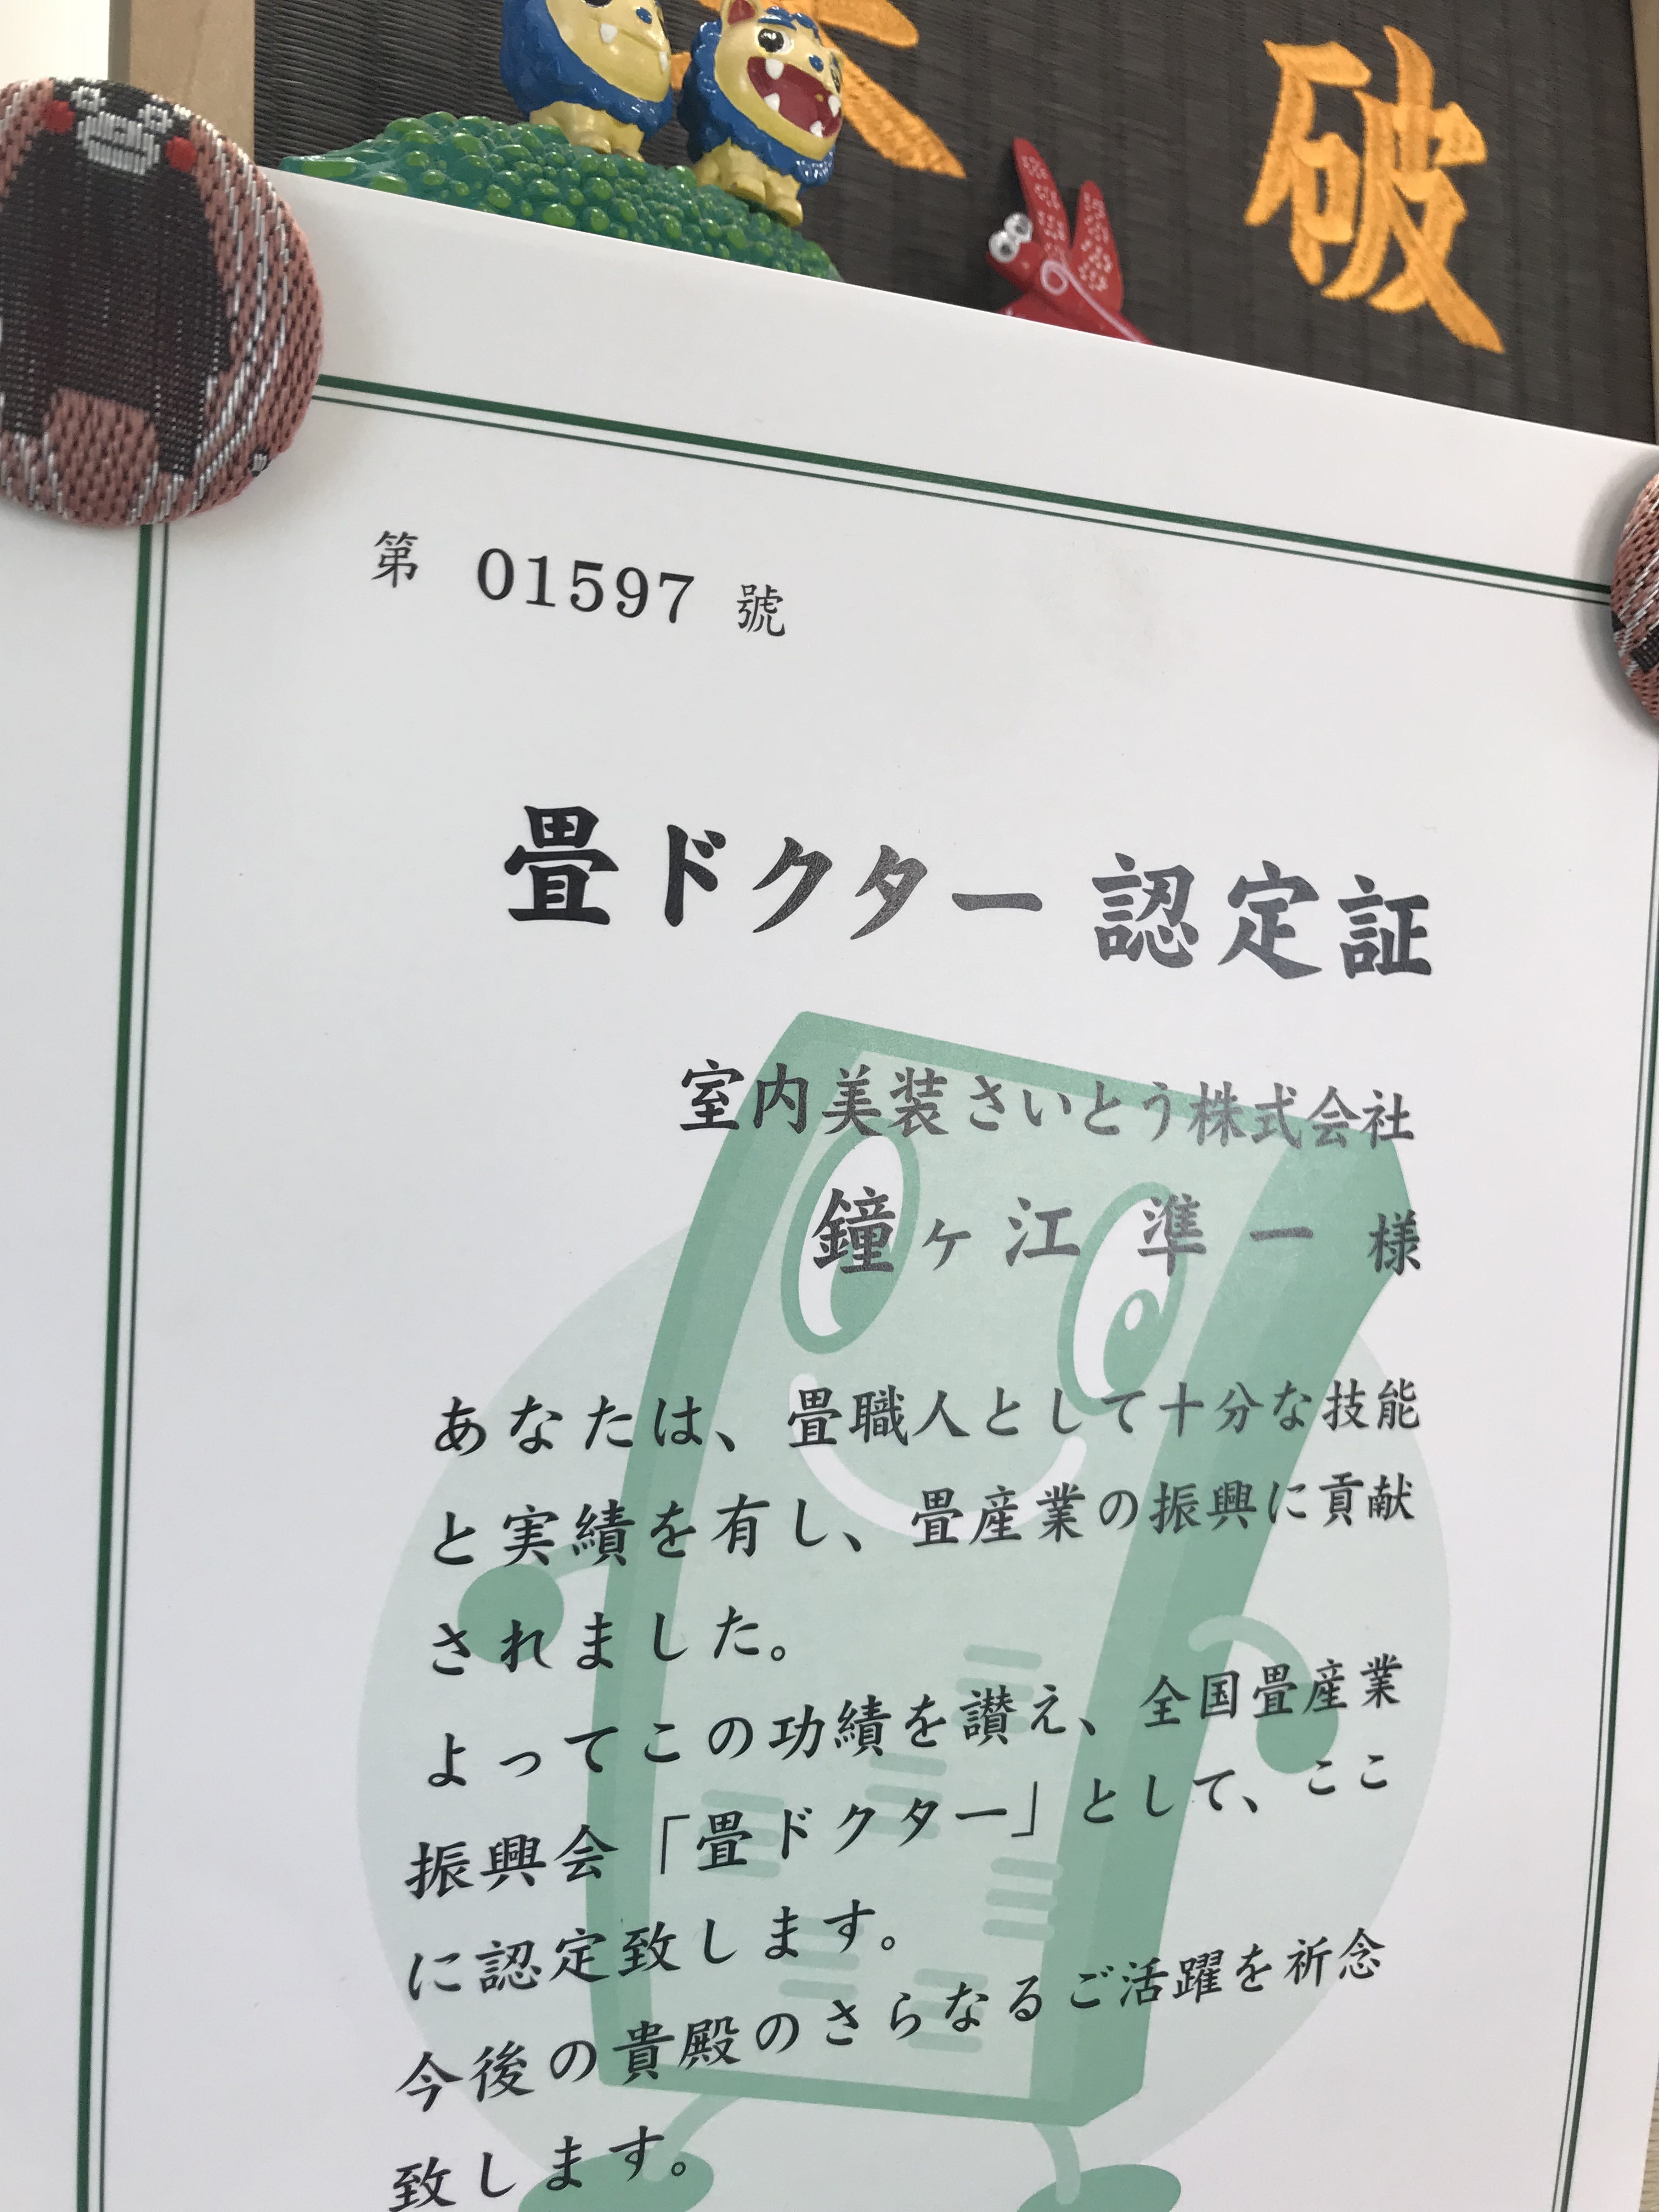 破
第 01597 號
畳ドクター 認定証
室内美装さいとう株式会社
鐘ヶ江 準一 様
あなたは、畳職人として十分な技能
と実績を有し、畳産業の振興に貢献
されました。
よってこの功績を讃え、全国畳産業
振興会「畳ドクター」として、ここ
に認定致します。
今後の貴殿のさらなるご活躍を祈念
致します。